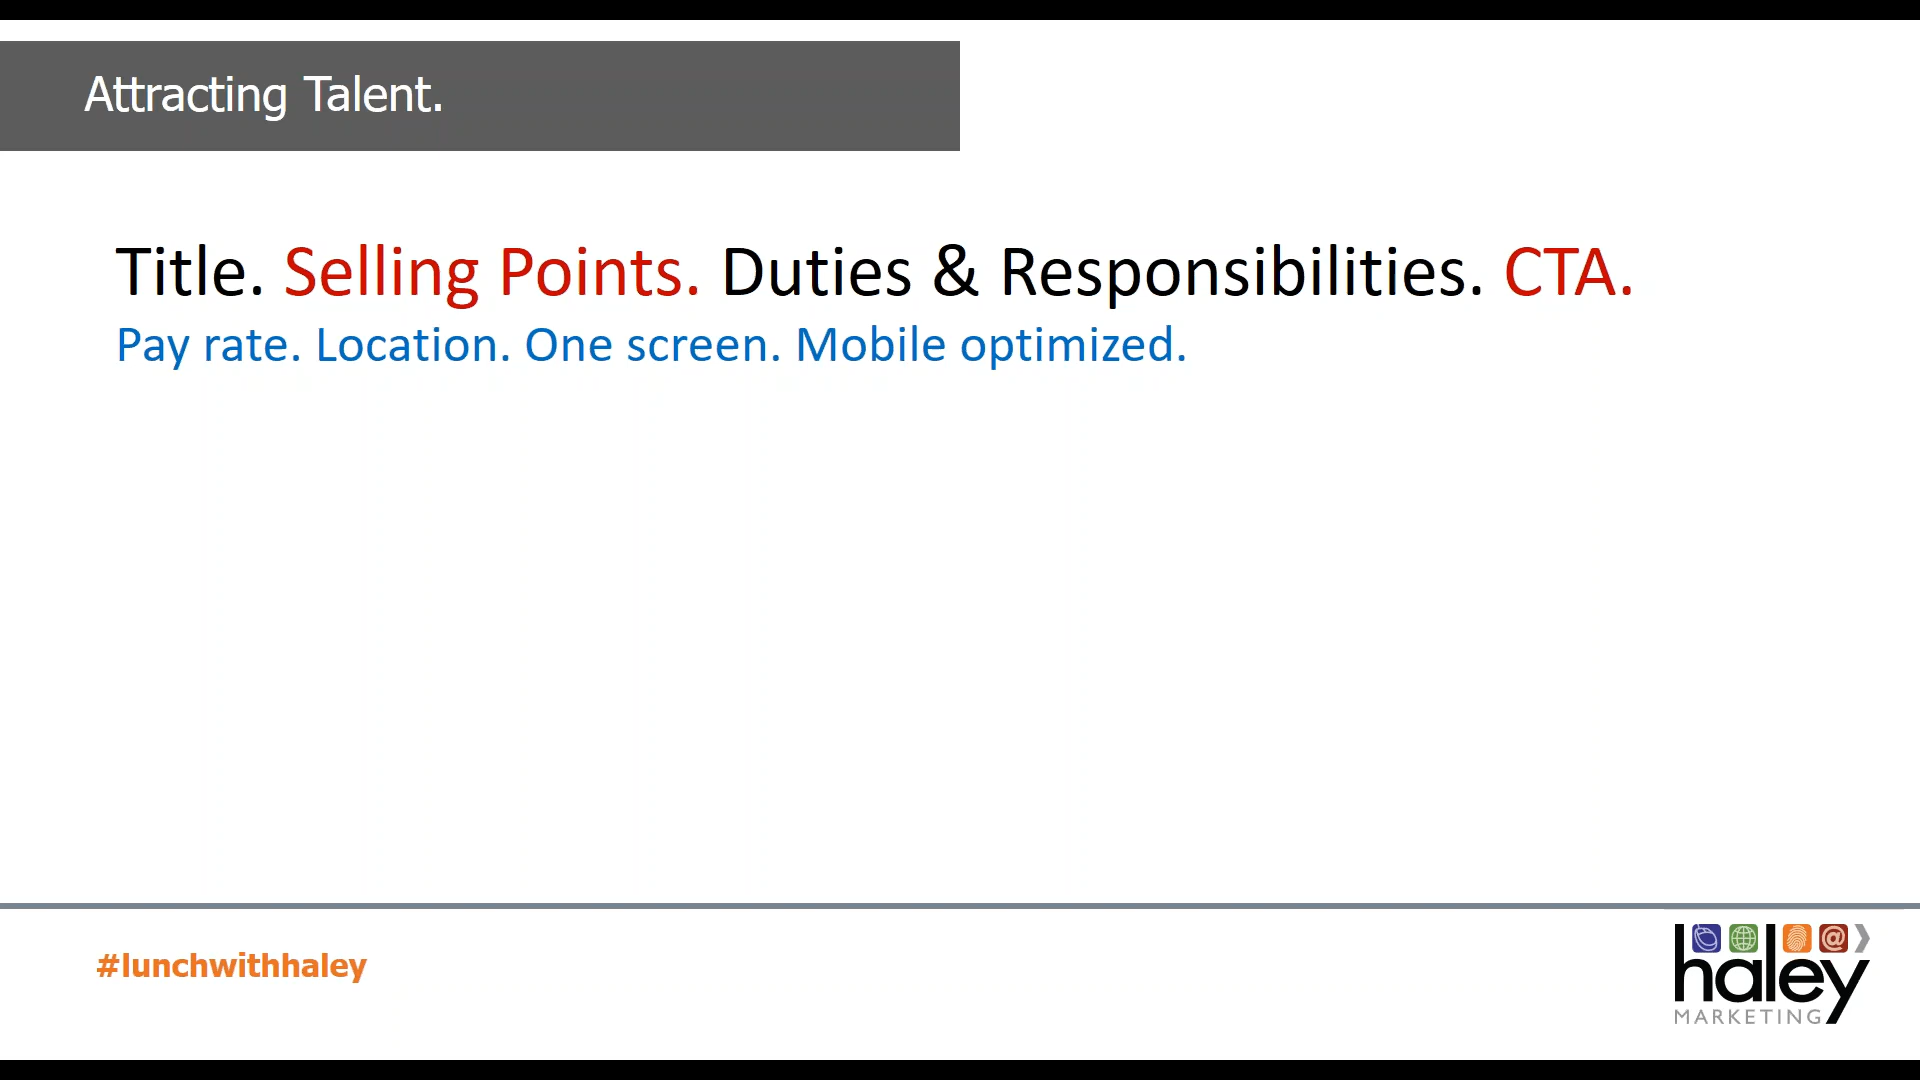 Attracting Talent.
Title. Selling Points. Duties & Responsibilities. CTA.
Pay rate. Location. One screen. Mobile optimized.
#lunchwithhaley
@
haley
MARKETING